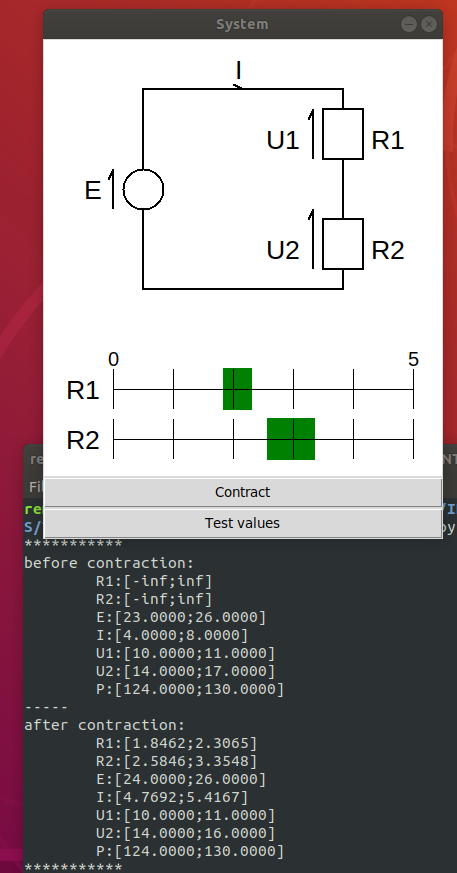 System
I
U1 R1
E
U2 R2
0 5
R1
R2
Contract
Test values
***********
before contraction:
R1:[-inf;inf]
R2:[-inf;inf]
E:[23.0000;26.0000]
I:[4.0000;8.0000]
U1:[10.0000;11.0000]
U2:[14.0000;17.0000]
P:[124.0000;130.0000]
-----
after contraction:
R1:[1.8462;2.3065]
R2:[2.5846;3.3548]
E:[24.0000;26.0000]
I:[4.7692;5.4167]
U1:[10.0000;11.0000]
U2:[14.0000;16.0000]
P:[124.0000;130.0000]
***********